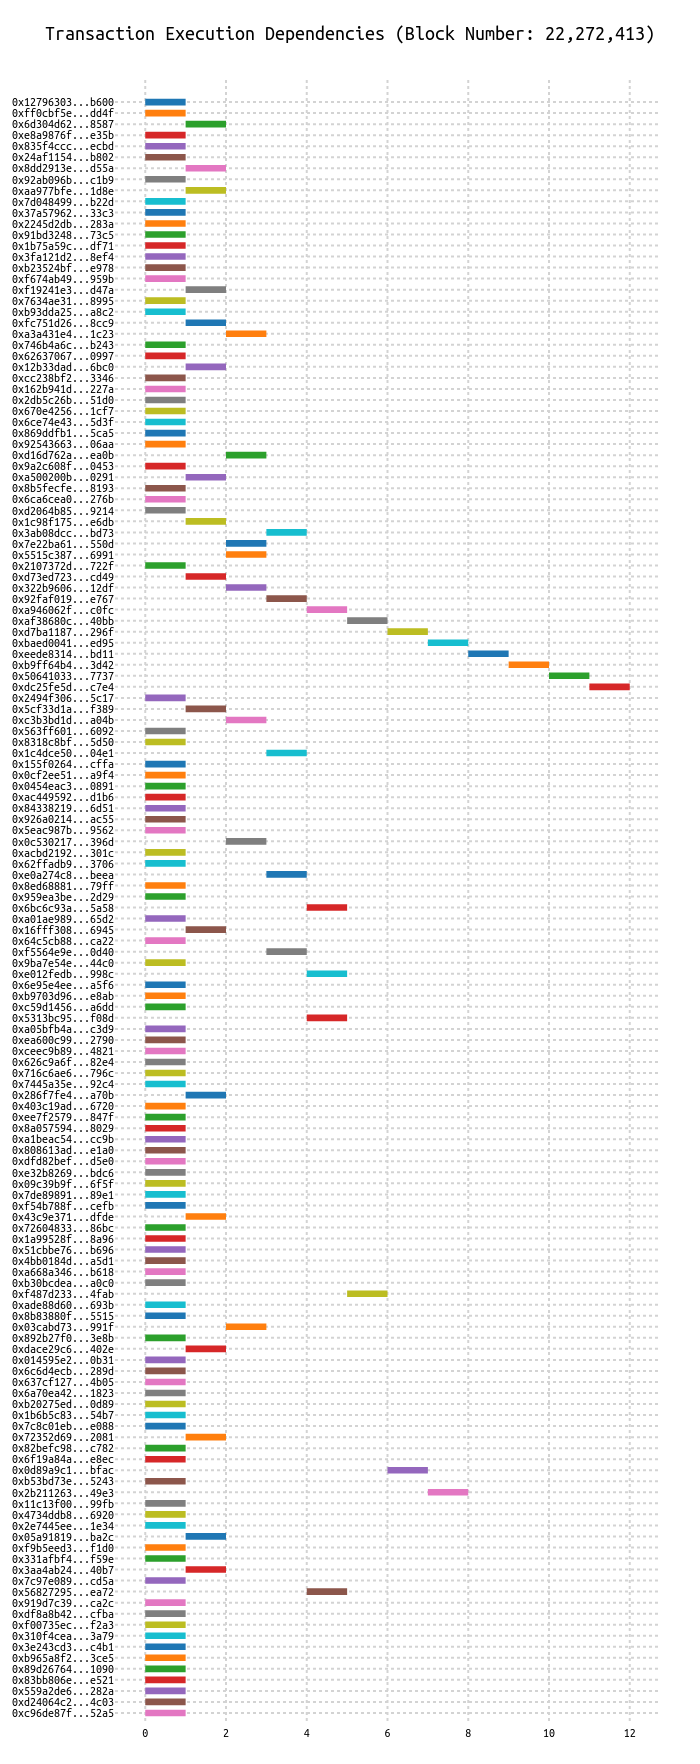 Transaction Execution Dependencies (Block Number: 22,272,413)
0x12796303...b600
0xff0cbf5e...dd4f
0x6d304d62...8587
0xe8a9876f...e35b
0x835f4ccc...ecbd
0x24af1154...b802
0x8dd2913e...d55a
0x92ab096b...c1b9
0xaa977bfe...1d8e
0x7d048499...b22d
0x37a57962...33c3
0x2245d2db...283a
0x91bd3248...73c5
0x1b75a59c...df71
0x3fa121d2...8ef4
0xb23524bf...e978
0xf674ab49...959b
0xf19241e3...d47a
0x7634ae31...8995
0xb93dda25...a8c2
0xfc751d26...8cc9
0xa3a431e4...1c23
0x746b4a6c...b243
0x62637067...0997
0x12b33dad...6bc0
0xcc238bf2...3346
0x162b941d...227a
0x2db5c26b...51d0
0x670e4256...1cf7
0x6ce74e43...5d3f
0x869ddfb1...5ca5
0x92543663...06aa
0xd16d762a...ea0b
0x9a2c608f...0453
0xa500200b...0291
0x8b5fecfe...8193
0x6ca6cea0...276b
0xd2064b85...9214
0x1c98f175...e6db
0x3ab08dcc...bd73
0x7e22ba61...550d
0x5515c387...6991
0x2107372d...722f
0xd73ed723...cd49
0x322b9606...12df
0x92faf019...e767
0xa946062f...c0fc
0xaf38680c...40bb
0xd7ba1187...296f
0xbaed0041...ed95
0xeede8314...bd11
0xb9ff64b4...3d42
0x50641033...7737
0xdc25fe5d...c7e4
0x2494f306...5c17
0x5cf33d1a...f389
0xc3b3bd1d...a04b
0x563ff601...6092
0x8318c8bf...5d50
0x1c4dce50...04e1
0x155f0264...cffa
0x0cf2ee51...a9f4
0x0454eac3...0891
0xac449592...d1b6
0x84338219...6d51
0x926a0214...ac55
0x5eac987b...9562
0x0c530217...396d
0xacbd2192...301c
0x62ffadb9...3706
0xe0a274c8...beea
0x8ed68881...79ff
0x959ea3be...2d29
0x6bc6c93a...5a58
0xa01ae989...65d2
0x16fff308...6945
0x64c5cb88...ca22
0xf5564e9e...0d40
0x9ba7e54e...44c0
0xe012fedb...998c
0x6e95e4ee...a5f6
0xb9703d96...e8ab
0xc59d1456...a6dd
0x5313bc95...f08d
0xa05bfb4a...c3d9
0xea600c99...2790
0xceec9b89...4821
0x626c9a6f...82e4
0x716c6ae6...796c
0x7445a35e...92c4
0x286f7fe4...a70b
0x403c19ad...6720
0xee7f2579...847f
0x8a057594...8029
0xa1beac54...cc9b
0x808613ad...e1a0
0xdfd82bef...d5e0
0xe32b8269...bdc6
0x09c39b9f...6f5f
0x7de89891...89e1
0xf54b788f...cefb
0x43c9e371...dfde
0x72604833...86bc
0x1a99528f...8a96
0x51cbbe76...b696
0x4bb0184d...a5d1
0xa668a346...b618
0xb30bcdea...a0c0
0xf487d233...4fab
0xade88d60...693b
0x8b83880f...5515
0x03cabd73...991f
0x892b27f0...3e8b
0xdace29c6...402e
0x014595e2...0b31
0x6c6d4ecb...289d
0x637cf127...4b05
0x6a70ea42...1823
0xb20275ed...0d89
0x1b6b5c83...54b7
0x7c8c01eb...e088
0x72352d69...2081
0x82befc98...c782
0x6f19a84a...e8ec
0x0d89a9c1...bfac
0xb53bd73e...5243
0x2b211263...49e3
0x11c13f00...99fb
0x4734ddb8...6920
0x2e7445ee...1e34
0x05a91819...ba2c
0xf9b5eed3...f1d0
0x331afbf4...f59e
0x3aa4ab24...40b7
0x7c97e089...cd5a
0x56827295...ea72
0x919d7c39...ca2c
0xdf8a8b42...cfba
0xf00735ec...f2a3
0x310f4cea...3a79
0x3e243cd3...c4b1
0xb965a8f2...3ce5
0x89d26764...1090
0x83bb806e...e521
0x559a2de6...282a
0xd24064c2...4c03
0xc96de87f...52a5
0 2 4 6 8 10 12